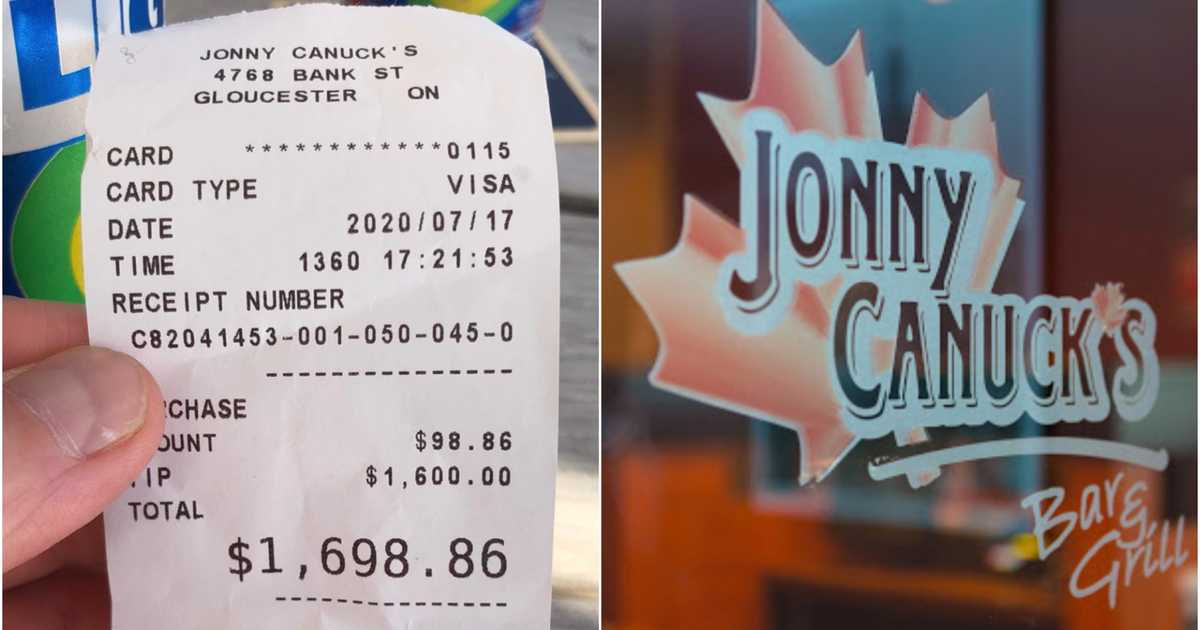 JONNY CANUCK'S
4768 BANK ST
GLOUCESTER ON
CARD ************0115
CARD TYPE VISA
DATE 2020/07/17
TIME 1360 17:21:53
RECEIPT NUMBER
C82041453-001-050-045-0
---------------
CHASE
OUNT $98.86
TIP $1,600.00
TOTAL
$1,698.86
---------------
JONNY
CANUCK'S
Bar &
Grill